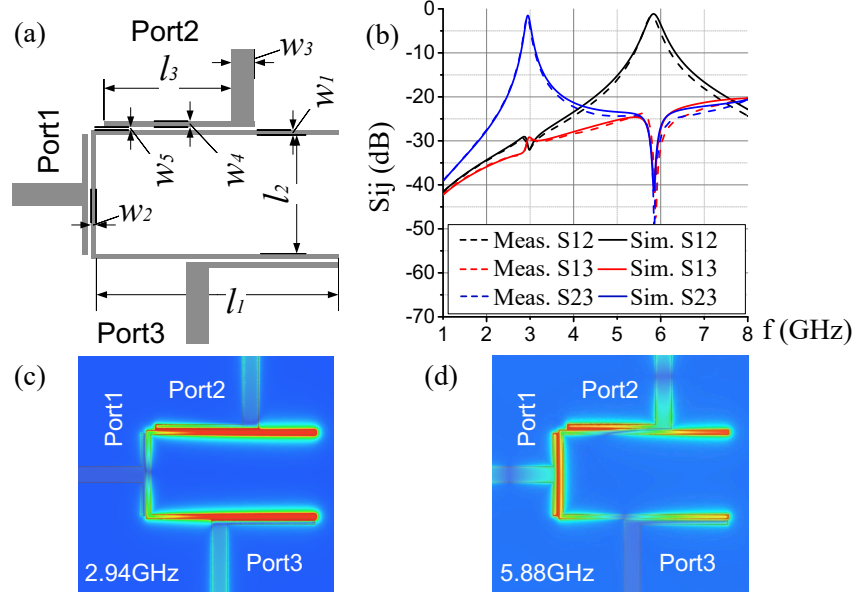 (a)
Port2
w3
l3
w1
Port1
w5
w4
l2
w2
l1
Port3
(b)
0
-10
-20
-30
-40
-50
-60
-70
Sij (dB)
Meas. S12
Sim. S12
Meas. S13
Sim. S13
Meas. S23
Sim. S23
1 2 3 4 5 6 7 8
f (GHz)
(c)
Port1
Port2
Port3
2.94GHz
(d)
Port1
Port2
Port3
5.88GHz